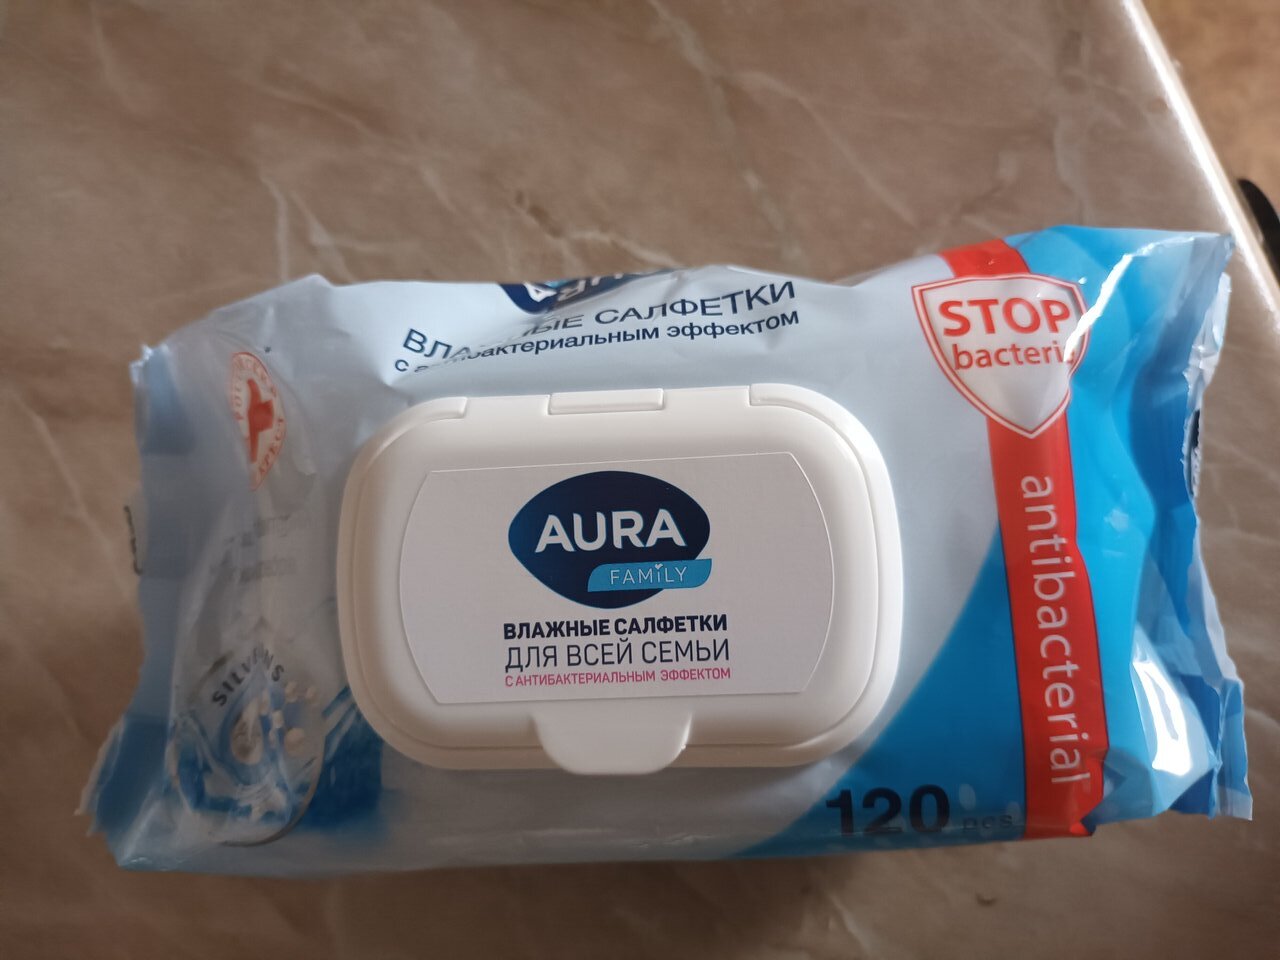 ВЛАЖНЫЕ САЛФЕТКИ
с антибактериальным эффектом
STOP
bacteria
antibacterial
AURA
FAMILY
ВЛАЖНЫЕ САЛФЕТКИ
ДЛЯ ВСЕЙ СЕМЬИ
С АНТИБАКТЕРИАЛЬНЫМ ЭФФЕКТОМ
120 pcs